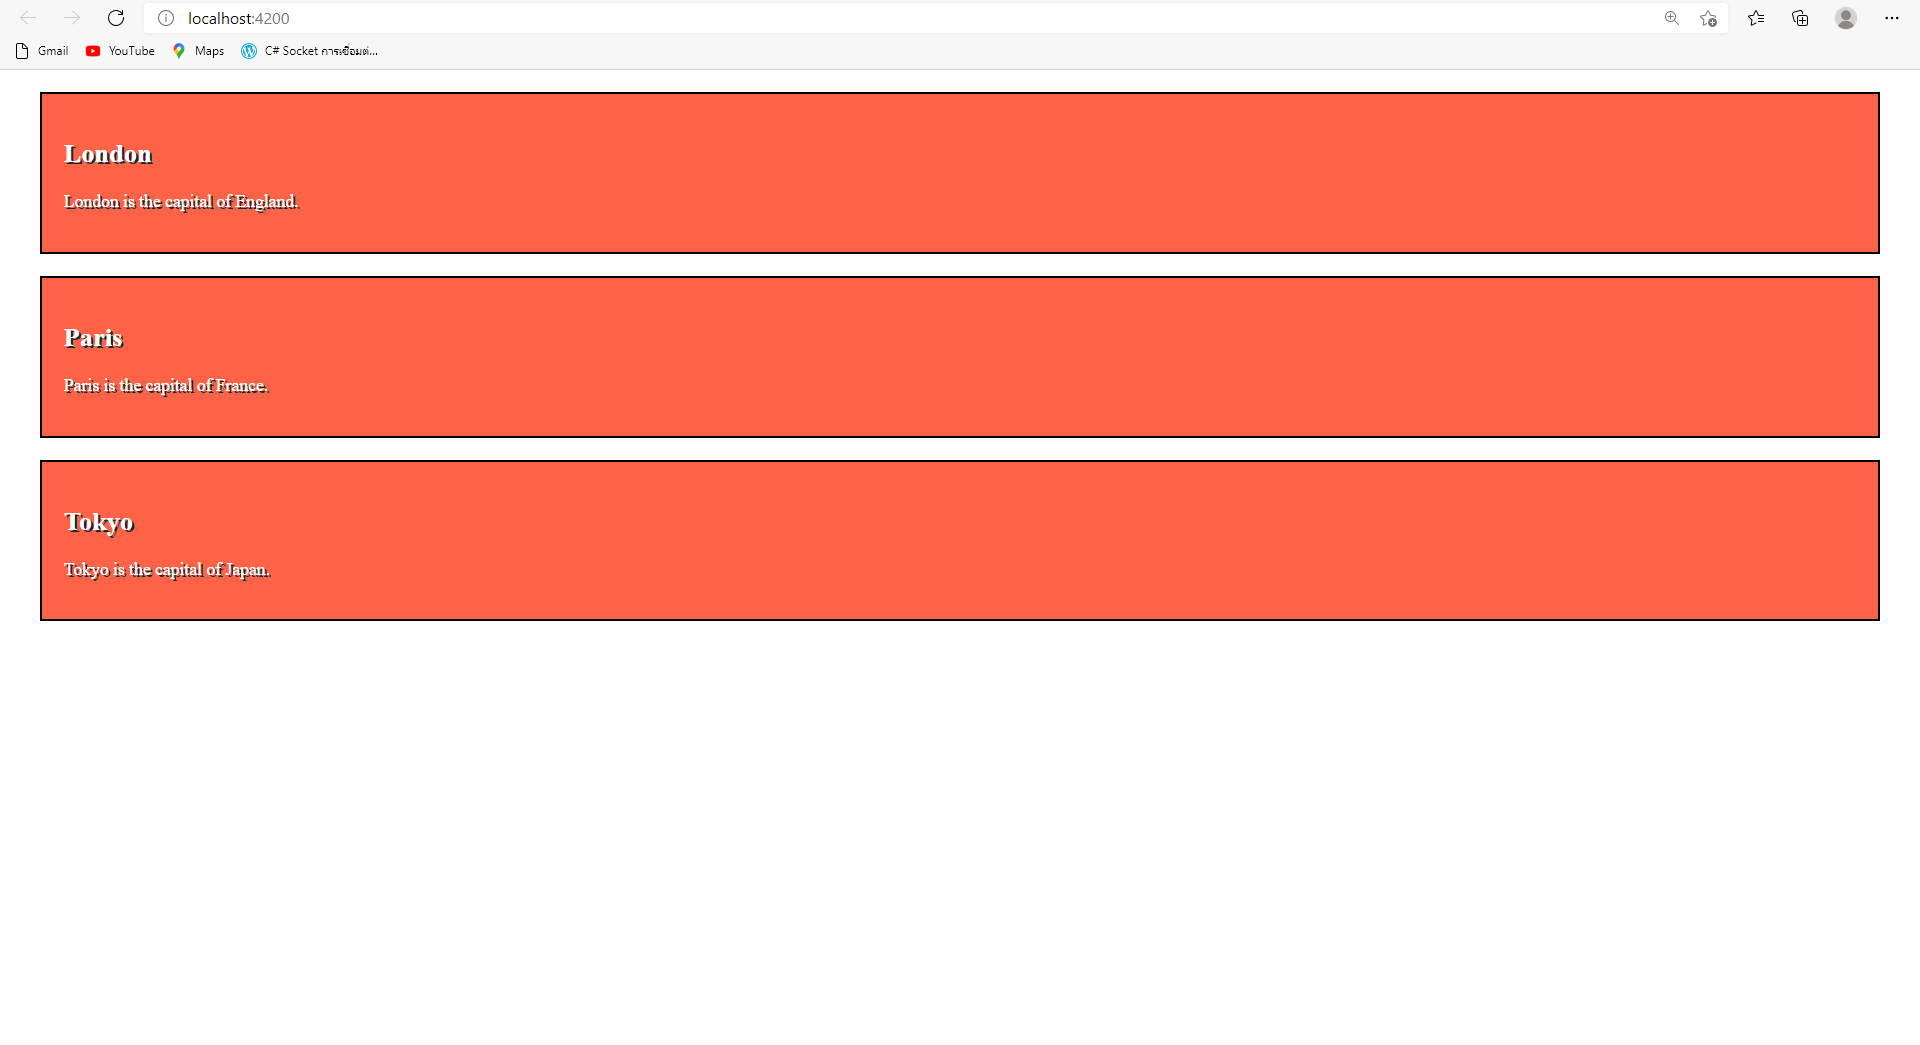 localhost:4200
Gmail YouTube Maps C# Socket การเชื่อมต่...
London
London is the capital of England.
Paris
Paris is the capital of France.
Tokyo
Tokyo is the capital of Japan.